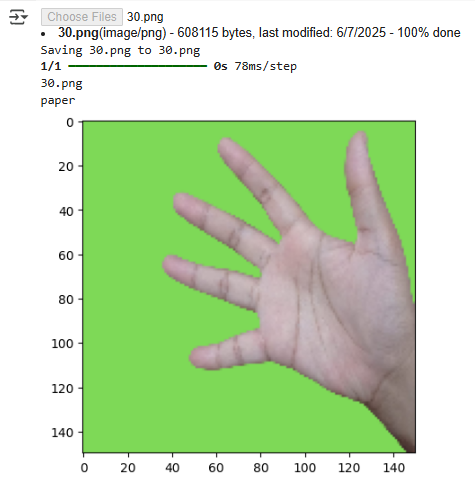 Choose Files 30.png
• 30.png(image/png) - 608115 bytes, last modified: 6/7/2025 - 100% done
Saving 30.png to 30.png
1/1 ━━━━━━━━━━━━━━━━━━━━ 0s 78ms/step
30.png
paper
0
20
40
60
80
100
120
140
0 20 40 60 80 100 120 140